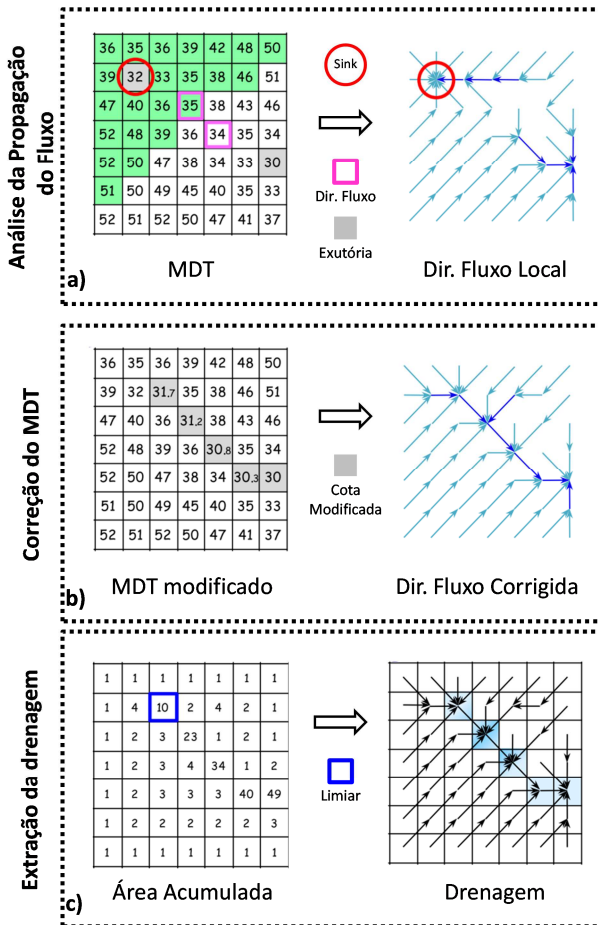 Análise da Propagação
do Fluxo
36 35 36 39 42 48 50
39 32 33 35 38 46 51
47 40 36 35 38 43 46
52 48 39 36 34 35 34
52 50 47 38 34 33 30
51 50 49 45 40 35 33
52 51 52 50 47 41 37
Sink
Dir. Fluxo
Exutória
a)
MDT
Dir. Fluxo Local
Correção do MDT
36 35 36 39 42 48 50
39 32 31,7 35 38 46 51
47 40 36 31,2 38 43 46
52 48 39 36 30,8 35 34
52 50 47 38 34 30,3 30
51 50 49 45 40 35 33
52 51 52 50 47 41 37
Cota
Modificada
b)
MDT modificado
Dir. Fluxo Corrigida
Extração da drenagem
1 1 1 1 1 1 1
1 4 10 2 4 2 1
1 2 3 23 1 2 1
1 2 3 4 34 1 2
1 2 3 3 3 40 49
1 2 2 2 2 2 3
1 1 1 1 1 1 1
Limiar
c)
Área Acumulada
Drenagem